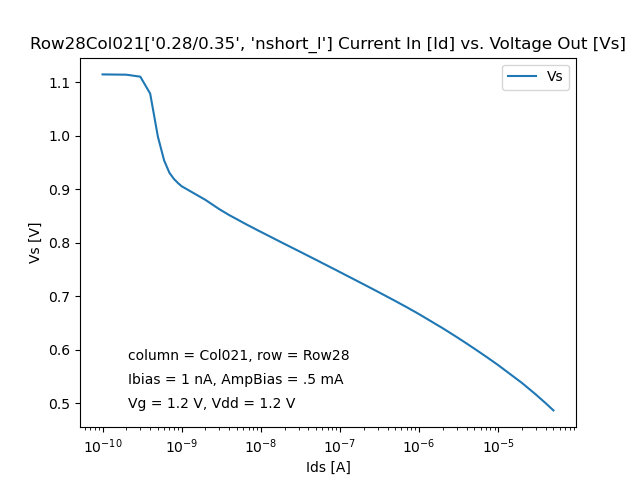 Row28Col021['0.28/0.35', 'nshort_l'] Current In [Id] vs. Voltage Out [Vs]
Vs
1.1
1.0
0.9
0.8
0.7
0.6
0.5
Vs [V]
column = Col021, row = Row28
Ibias = 1 nA, AmpBias = .5 mA
Vg = 1.2 V, Vdd = 1.2 V
10⁻¹⁰ 10⁻⁹ 10⁻⁸ 10⁻⁷ 10⁻⁶ 10⁻⁵
Ids [A]